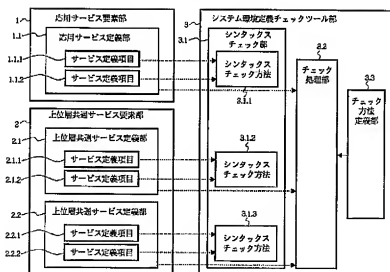 1
応用サービス要素部
1.1
応用サービス定義部
1.1.1
サービス定義項目
1.1.2
サービス定義項目
2
上位層共通サービス要素部
2.1
上位層共通サービス定義部
2.1.1
サービス定義項目
2.1.2
サービス定義項目
2.2
上位層共通サービス定義部
2.2.1
サービス定義項目
2.2.2
サービス定義項目
3
システム環境定義チェックツール部
3.1
シンタックス
チェック部
シンタックス
チェック方法
3.1.1
3.1.2
シンタックス
チェック方法
3.1.3
シンタックス
チェック方法
3.2
チェック
処理部
3.3
チェック
方法
定義部